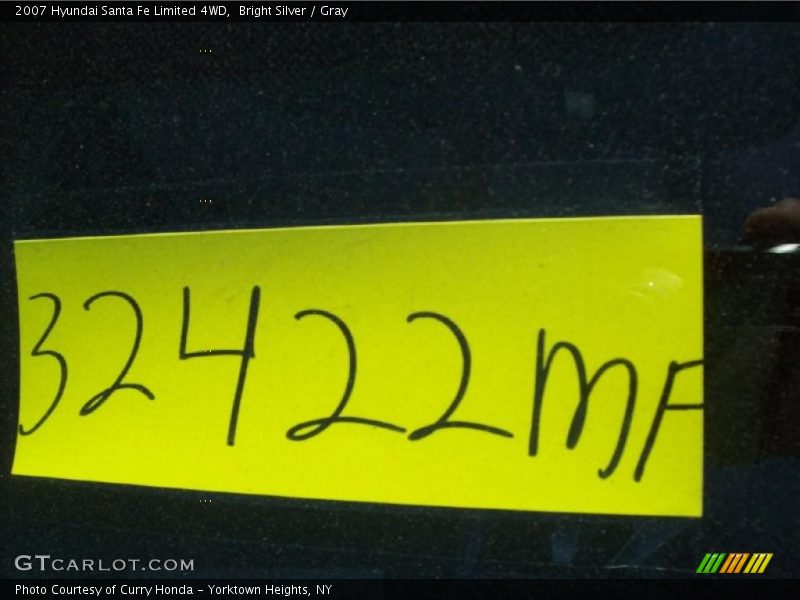 2007 Hyundai Santa Fe Limited 4WD,  Bright Silver / Gray
32422mF
GTCARLOT.COM
Photo Courtesy of Curry Honda - Yorktown Heights, NY